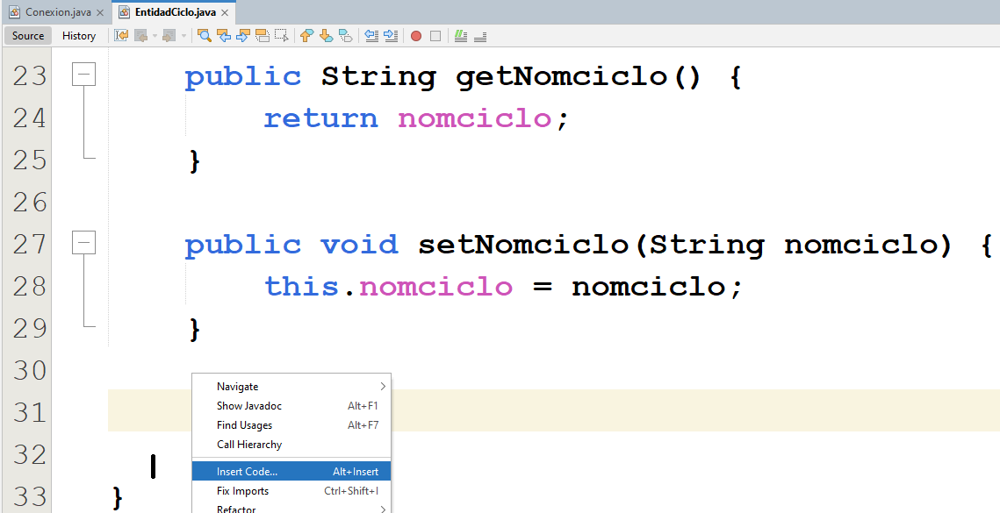 Conexion.java × EntidadCiclo.java ×
Source History
23 public String getNomciclo() {
24 return nomciclo;
25 }
26
27 public void setNomciclo(String nomciclo) {
28 this.nomciclo = nomciclo;
29 }
30
Navigate
31
Show Javadoc Alt+F1
Find Usages Alt+F7
Call Hierarchy
32
Insert Code... Alt+Insert
Fix Imports Ctrl+Shift+I
33 }
Refactor